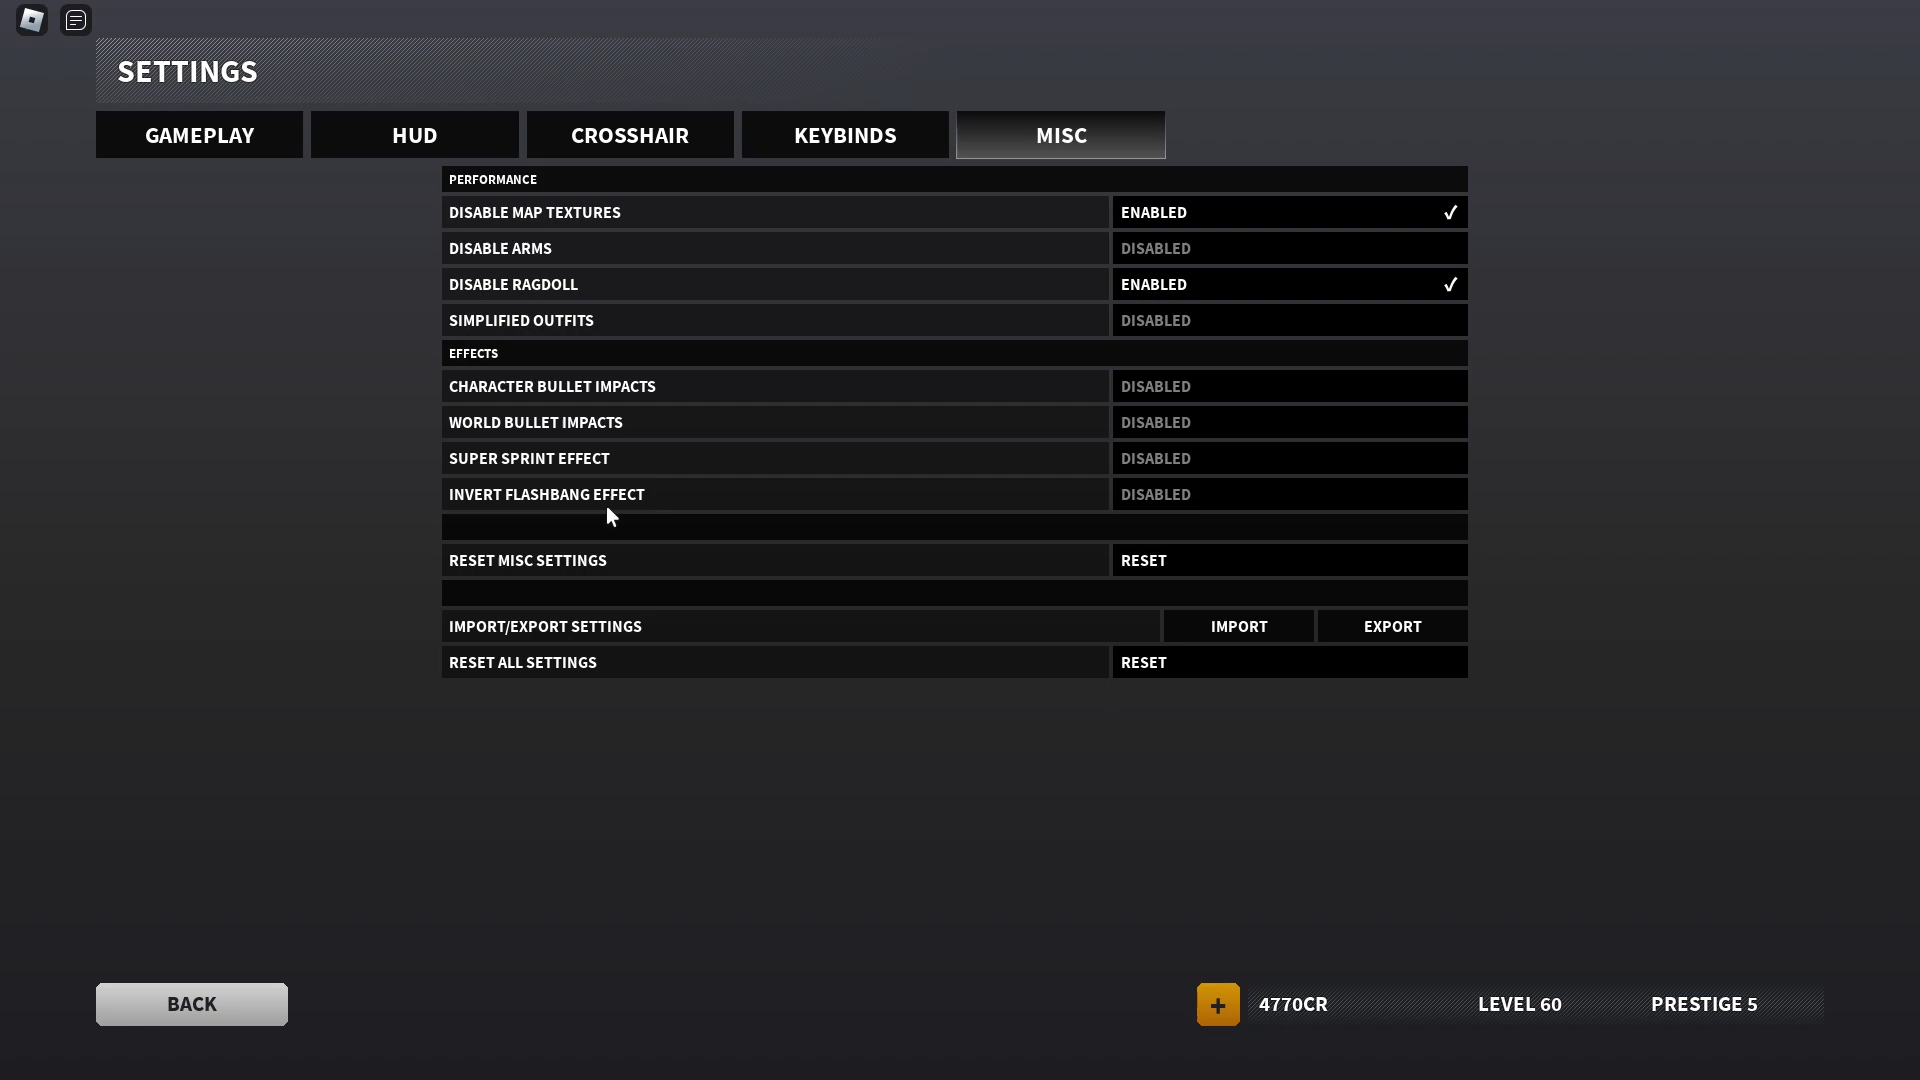 SETTINGS
GAMEPLAY HUD CROSSHAIR KEYBINDS MISC
PERFORMANCE
DISABLE MAP TEXTURES ENABLED ✓
DISABLE ARMS DISABLED
DISABLE RAGDOLL ENABLED ✓
SIMPLIFIED OUTFITS DISABLED
EFFECTS
CHARACTER BULLET IMPACTS DISABLED
WORLD BULLET IMPACTS DISABLED
SUPER SPRINT EFFECT DISABLED
INVERT FLASHBANG EFFECT DISABLED
RESET MISC SETTINGS RESET
IMPORT/EXPORT SETTINGS IMPORT EXPORT
RESET ALL SETTINGS RESET
BACK + 4770CR LEVEL 60 PRESTIGE 5